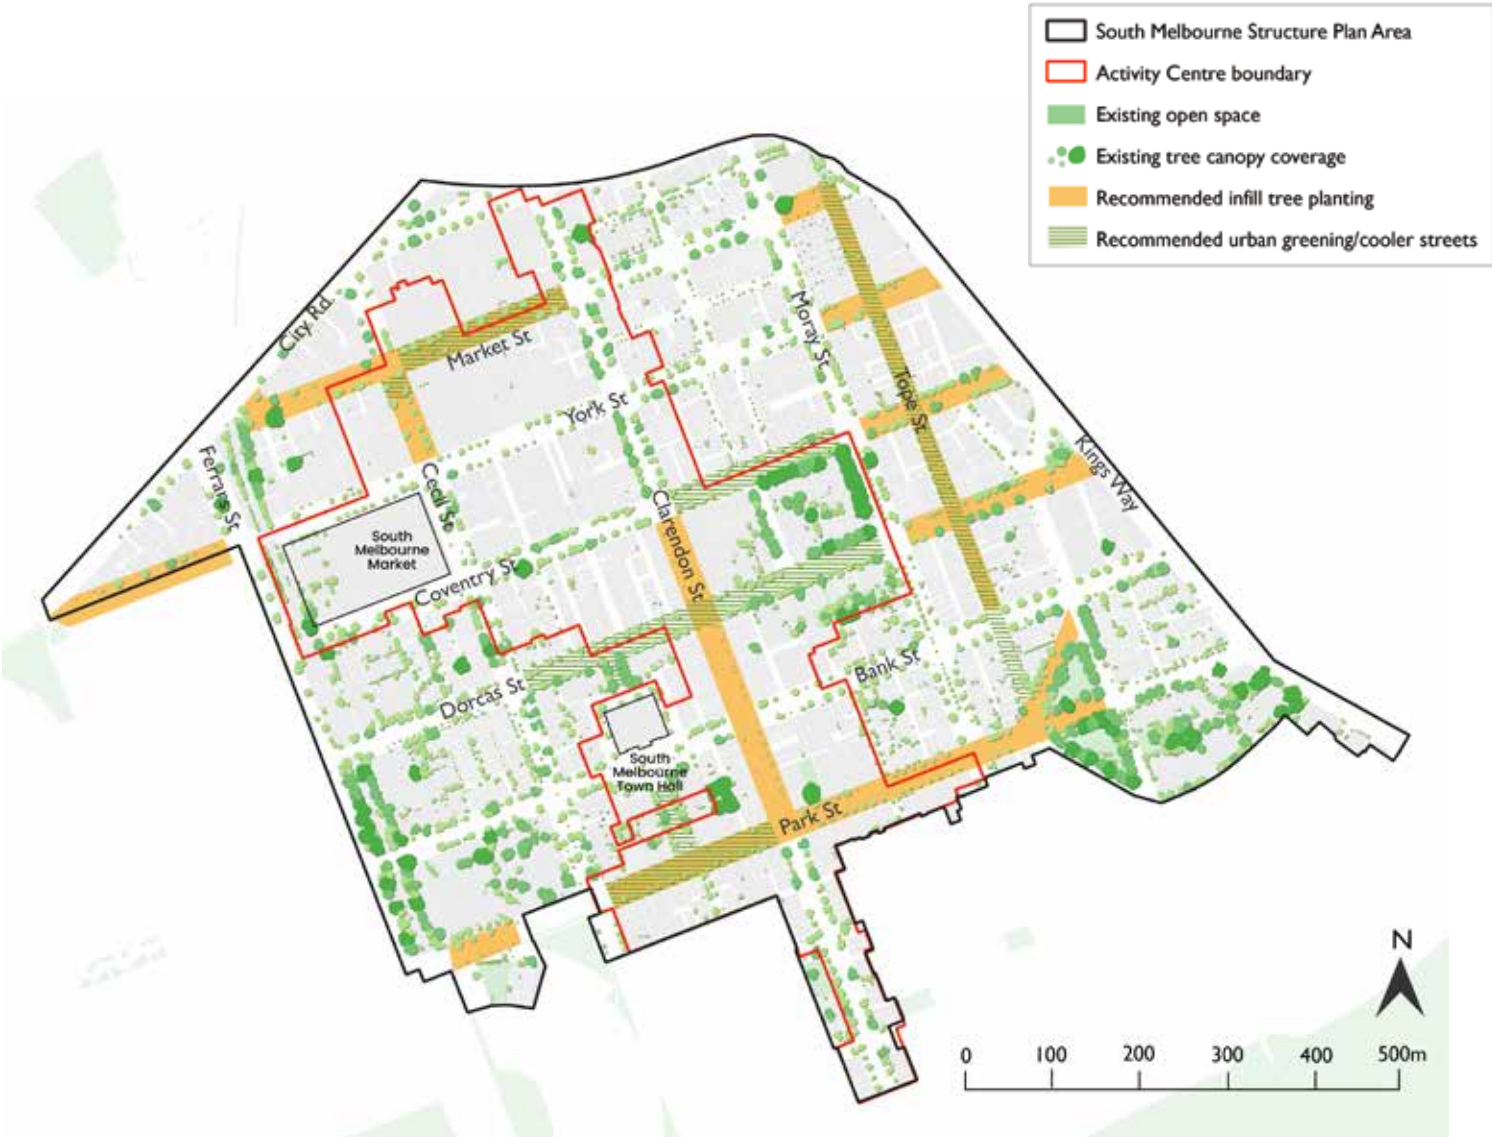 South Melbourne Structure Plan Area
Activity Centre boundary
Existing open space
Existing tree canopy coverage
Recommended infill tree planting
Recommended urban greening/cooler streets
City Rd
Market St
Moray St
York St
Tope St
Ferrars St
Cecil St
Kings Way
Clarendon St
South
Melbourne
Market
Coventry St
Dorcas St
Bank St
South
Melbourne
Town Hall
Park St
N
0 100 200 300 400 500m